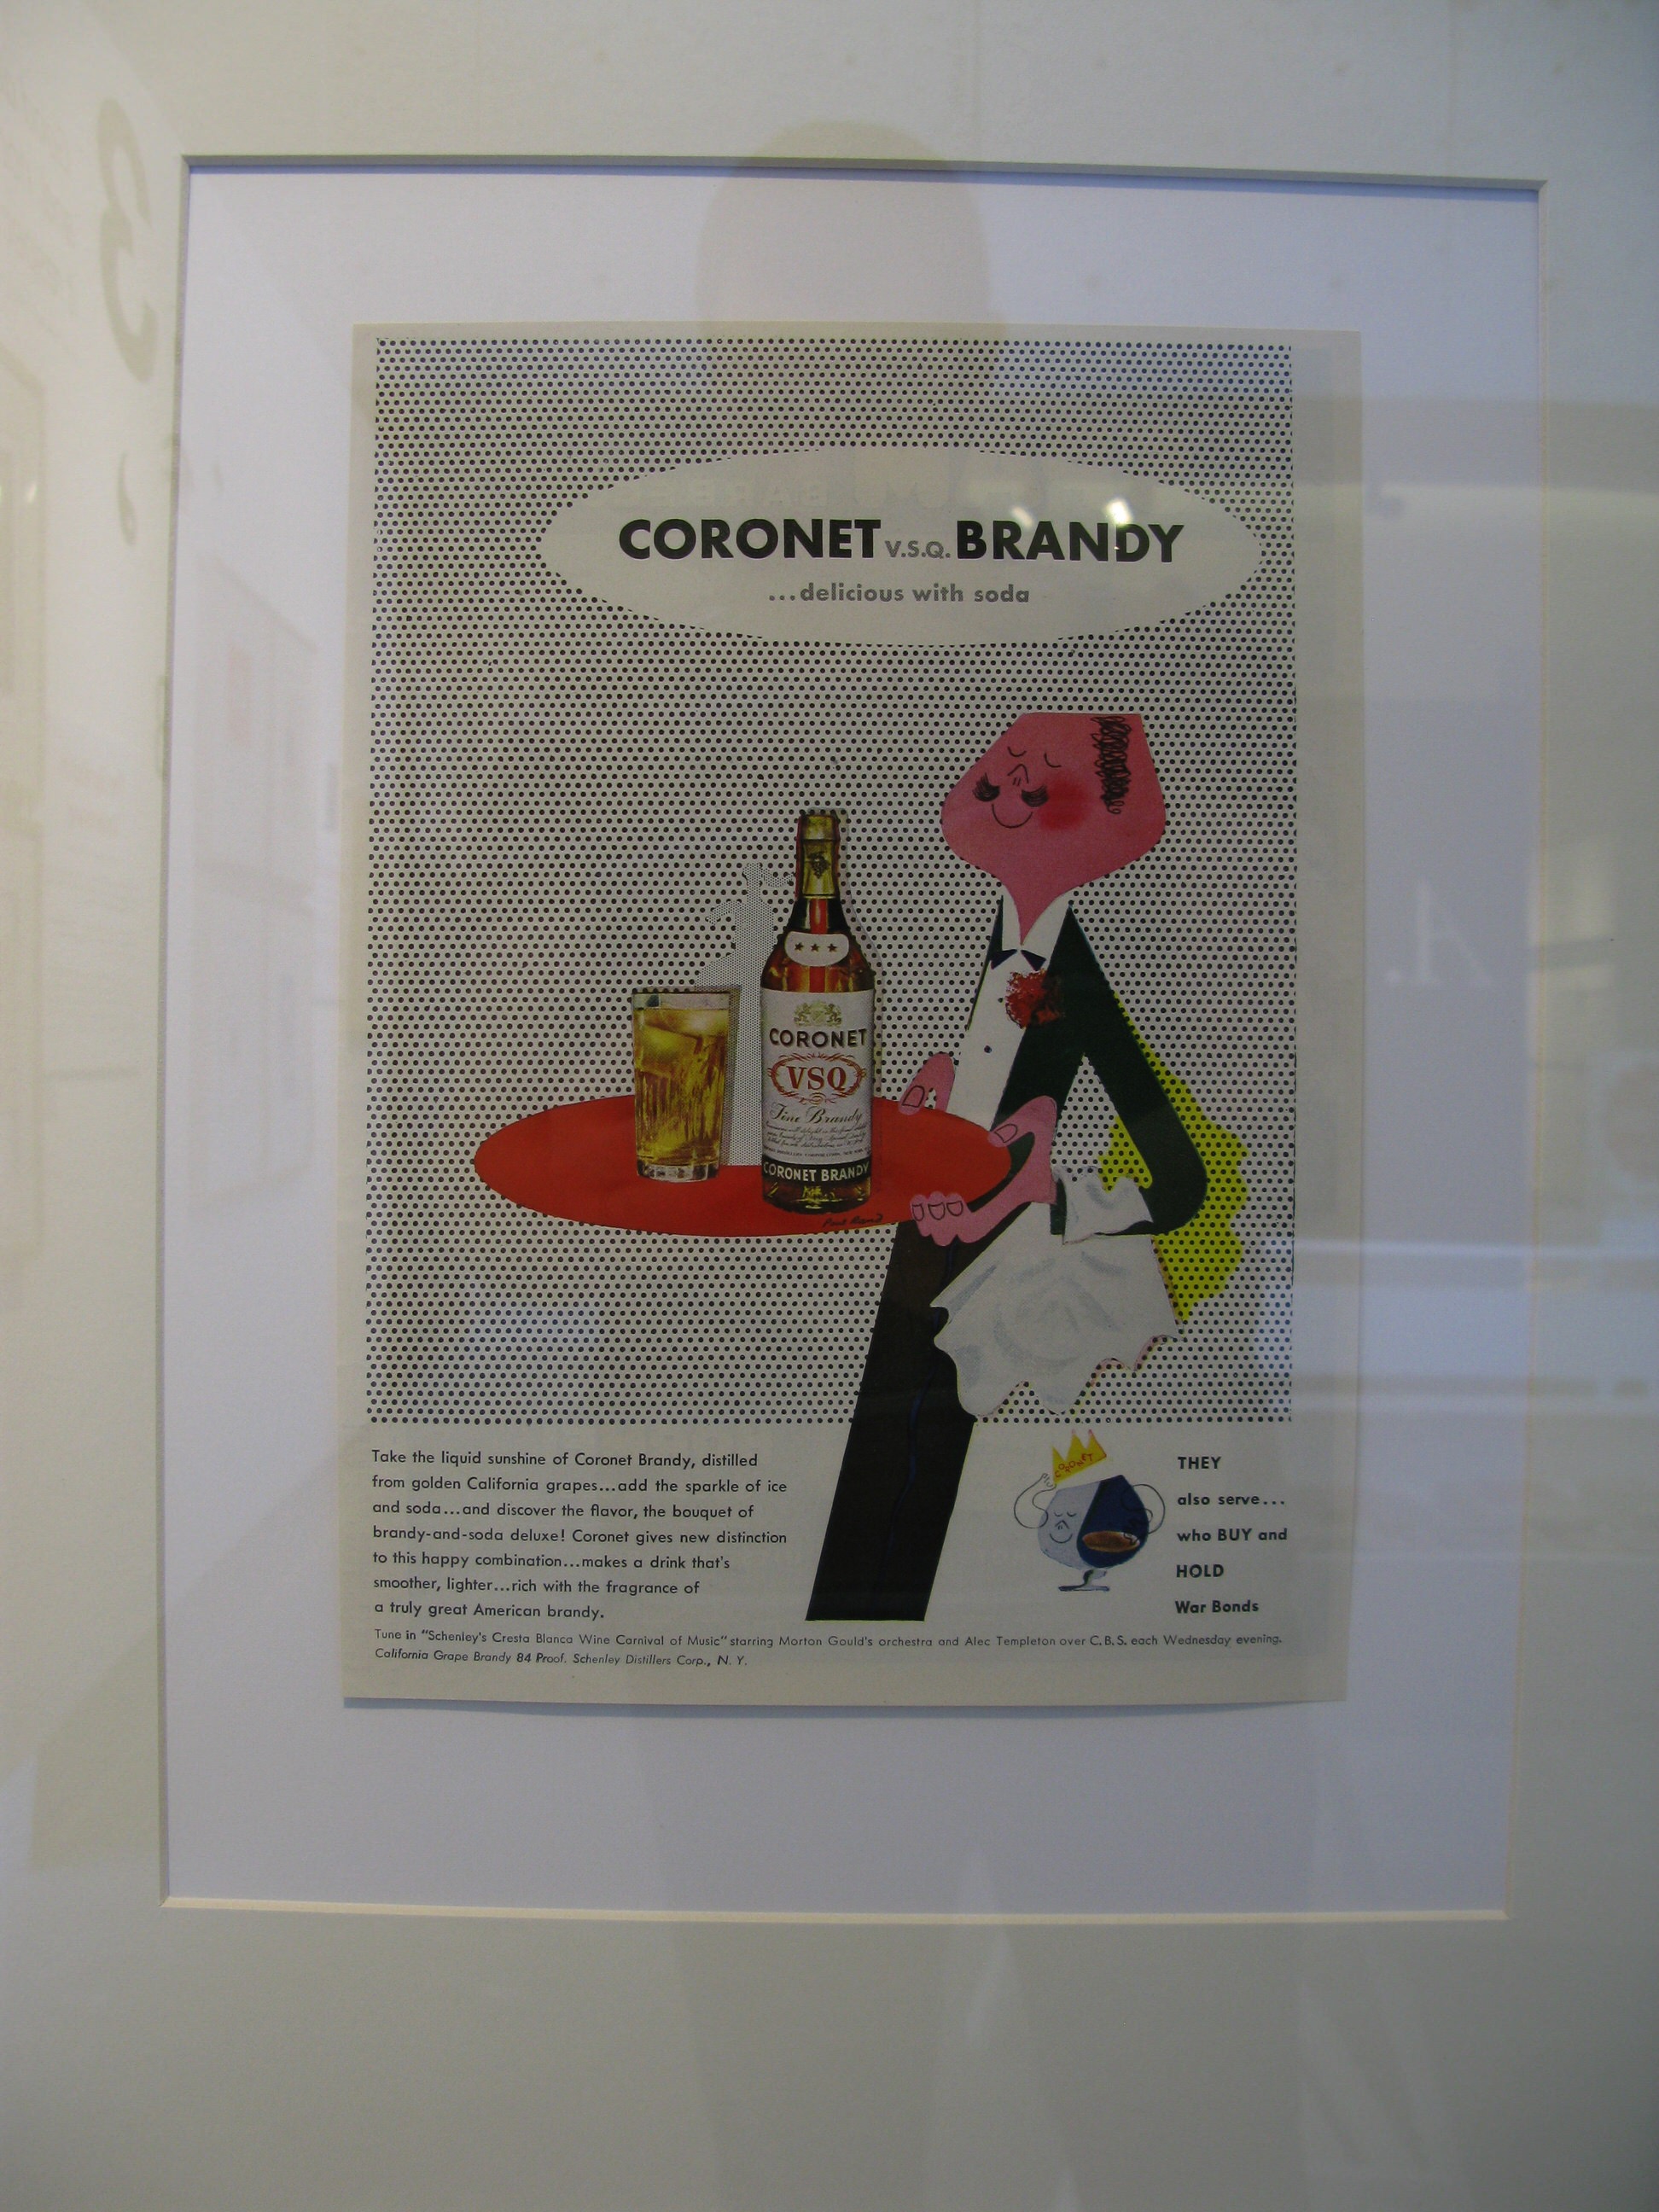 CORONET V.S.Q. BRANDY
...delicious with soda
★ ★ ★
CORONET
VSQ
Fine Brandy
CORONET BRANDY
Paul Rand
Take the liquid sunshine of Coronet Brandy, distilled
from golden California grapes...add the sparkle of ice
and soda...and discover the flavor, the bouquet of
brandy-and-soda deluxe! Coronet gives new distinction
to this happy combination...makes a drink that's
smoother, lighter...rich with the fragrance of
a truly great American brandy.
CORONET
THEY
also serve...
who BUY and
HOLD
War Bonds
Tune in "Schenley's Cresta Blanca Wine Carnival of Music" starring Morton Gould's orchestra and Alec Templeton over C.B.S. each Wednesday evening.
California Grape Brandy 84 Proof. Schenley Distillers Corp., N. Y.